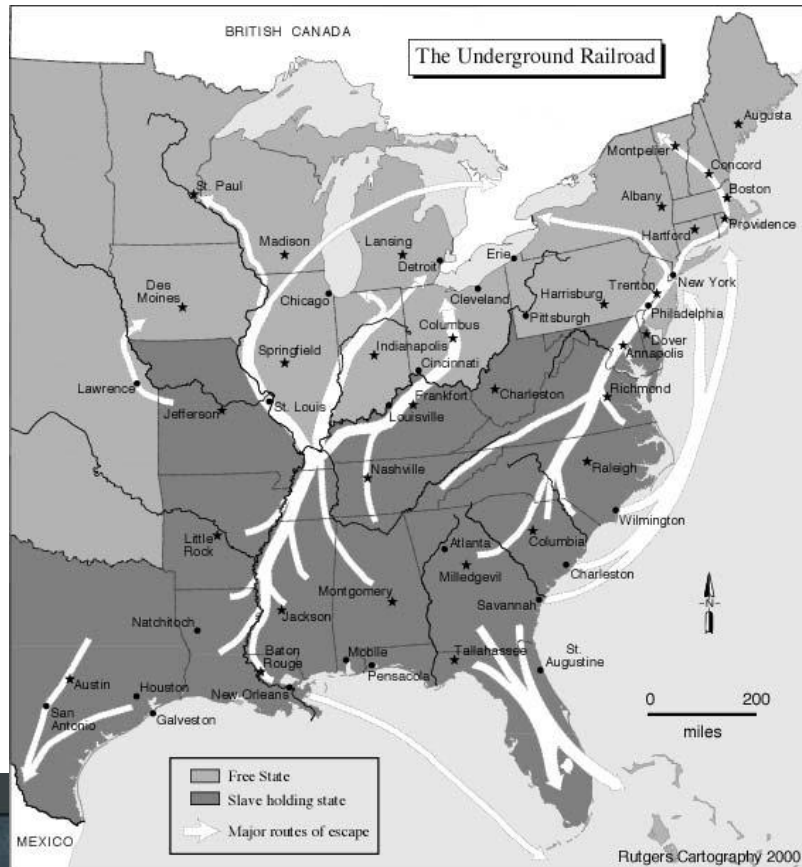 BRITISH CANADA
The Underground Railroad
Augusta
Montpelier
Concord
St. Paul
Boston
Albany
Providence
Madison
Lansing
Hartford
Detroit
Erie
Des
Moines
New York
Chicago
Cleveland
Trenton
Harrisburg
Philadelphia
Pittsburgh
Columbus
Dover
Springfield
Indianapolis
Annapolis
Cincinnati
Lawrence
Frankfort
Charleston
Richmond
Jefferson
St. Louis
Louisville
Raleigh
Nashville
Wilmington
Little
Rock
Atlanta
Columbia
Milledgevil
Charleston
Montgomery
Savannah
Jackson
Natchitoch
N
Baton
Rouge
Mobile
Tallahassee
St.
Augustine
Austin
Houston
New Orleans
Pensacola
San
Antonio
Galveston
0 200
miles
Free State
Slave holding state
Major routes of escape
MEXICO
Rutgers Cartography 2000